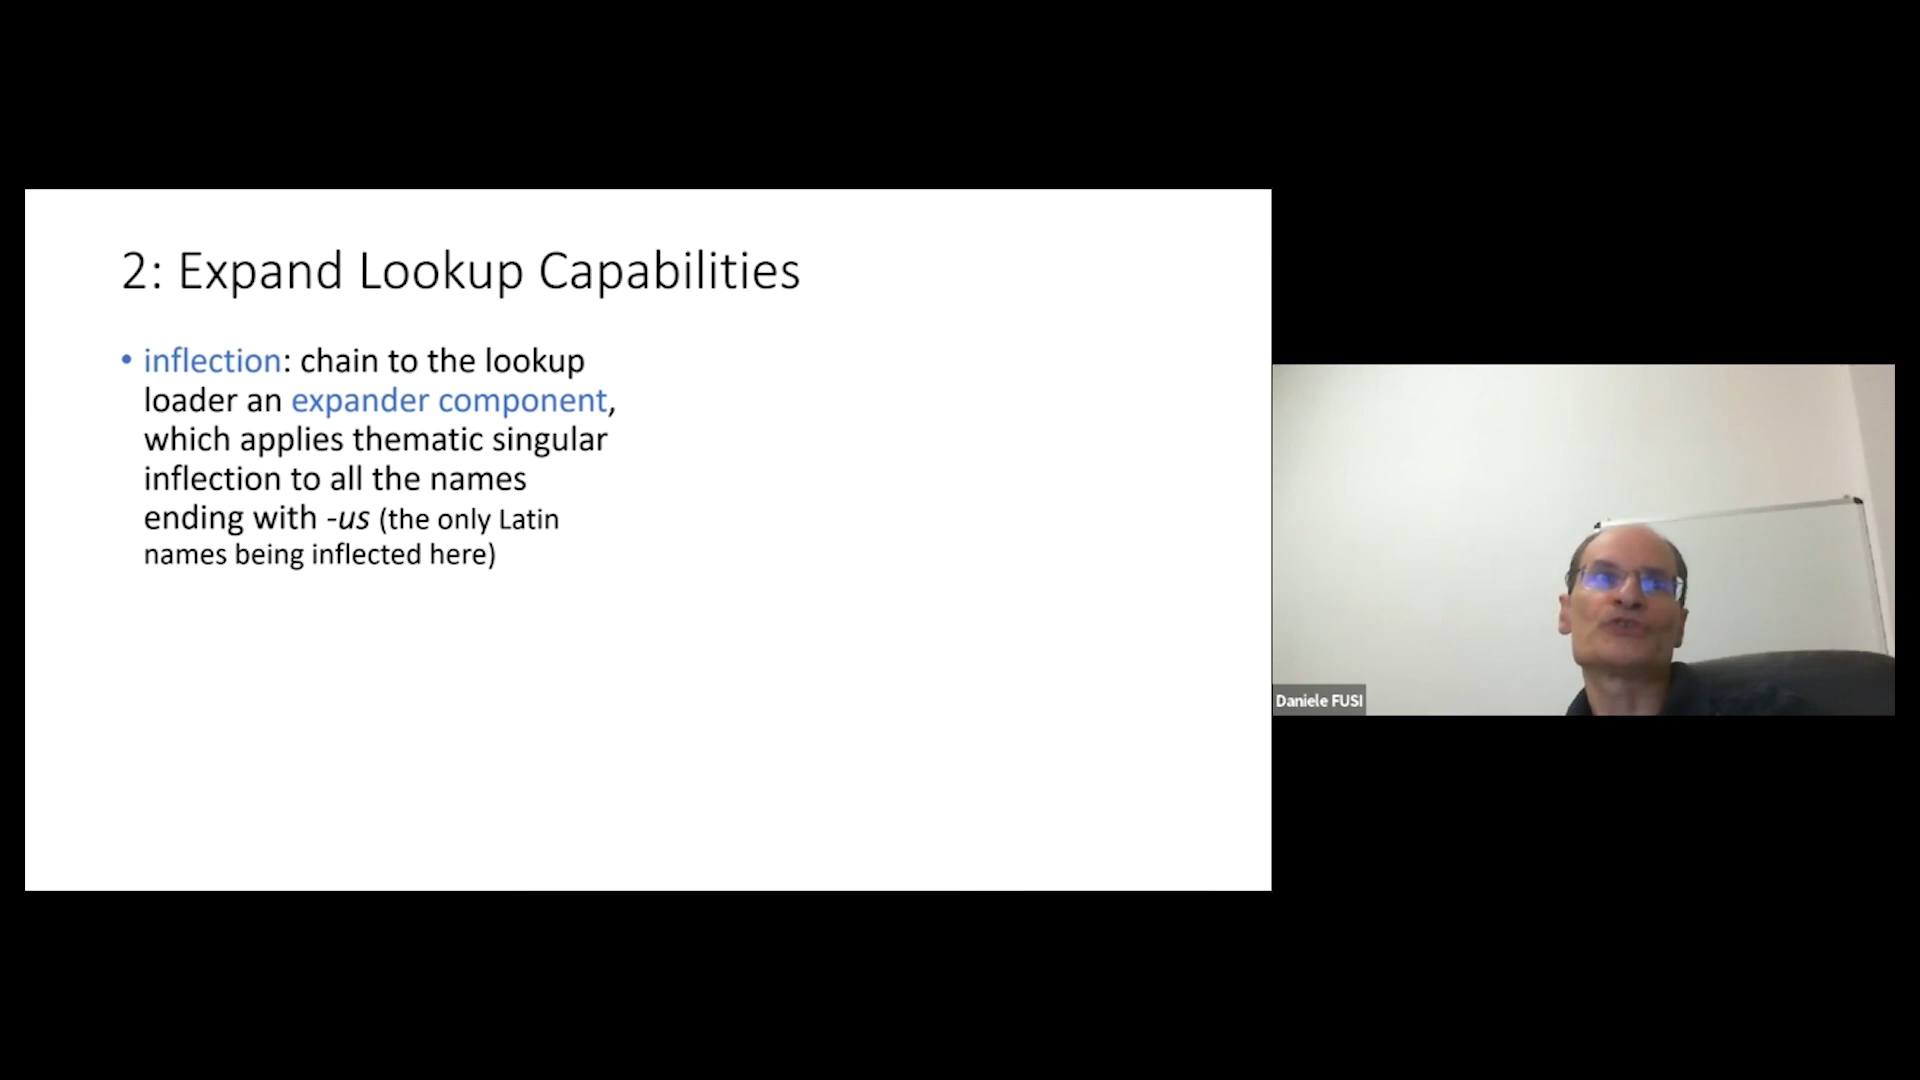 2: Expand Lookup Capabilities
• inflection: chain to the lookup
loader an expander component,
which applies thematic singular
inflection to all the names
ending with -us (the only Latin
names being inflected here)
Daniele FUSI